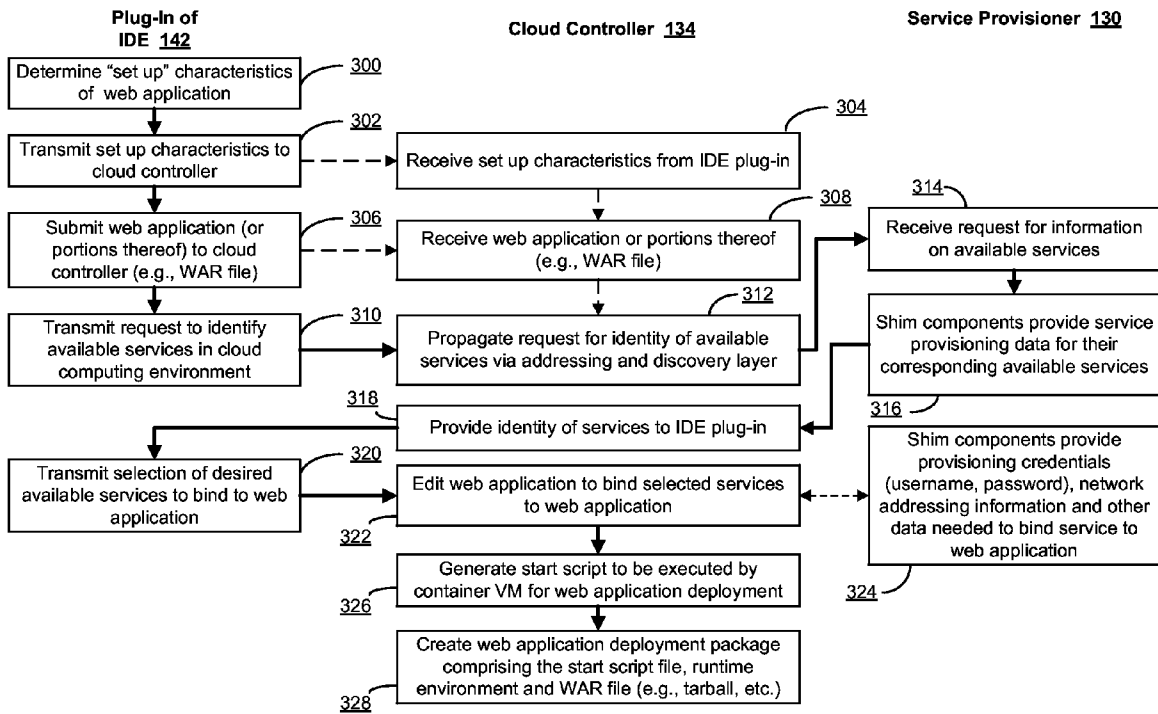 Plug-In of
IDE 142
Cloud Controller 134
Service Provisioner 130
Determine “set up” characteristics
of web application
300
Transmit set up characteristics to
cloud controller
302
Receive set up characteristics from IDE plug-in
304
Submit web application (or
portions thereof) to cloud
controller (e.g., WAR file)
306
Receive web application or portions thereof
(e.g., WAR file)
308
Receive request for information
on available services
314
Transmit request to identify
available services in cloud
computing environment
310
Propagate request for identity of available
services via addressing and discovery layer
312
Shim components provide service
provisioning data for their
corresponding available services
316
318
Provide identity of services to IDE plug-in
Transmit selection of desired
available services to bind to web
application
320
Edit web application to bind selected services
to web application
322
Shim components provide
provisioning credentials
(username, password), network
addressing information and other
data needed to bind service to
web application
324
Generate start script to be executed by
container VM for web application deployment
326
Create web application deployment package
comprising the start script file, runtime
environment and WAR file (e.g., tarball, etc.)
328